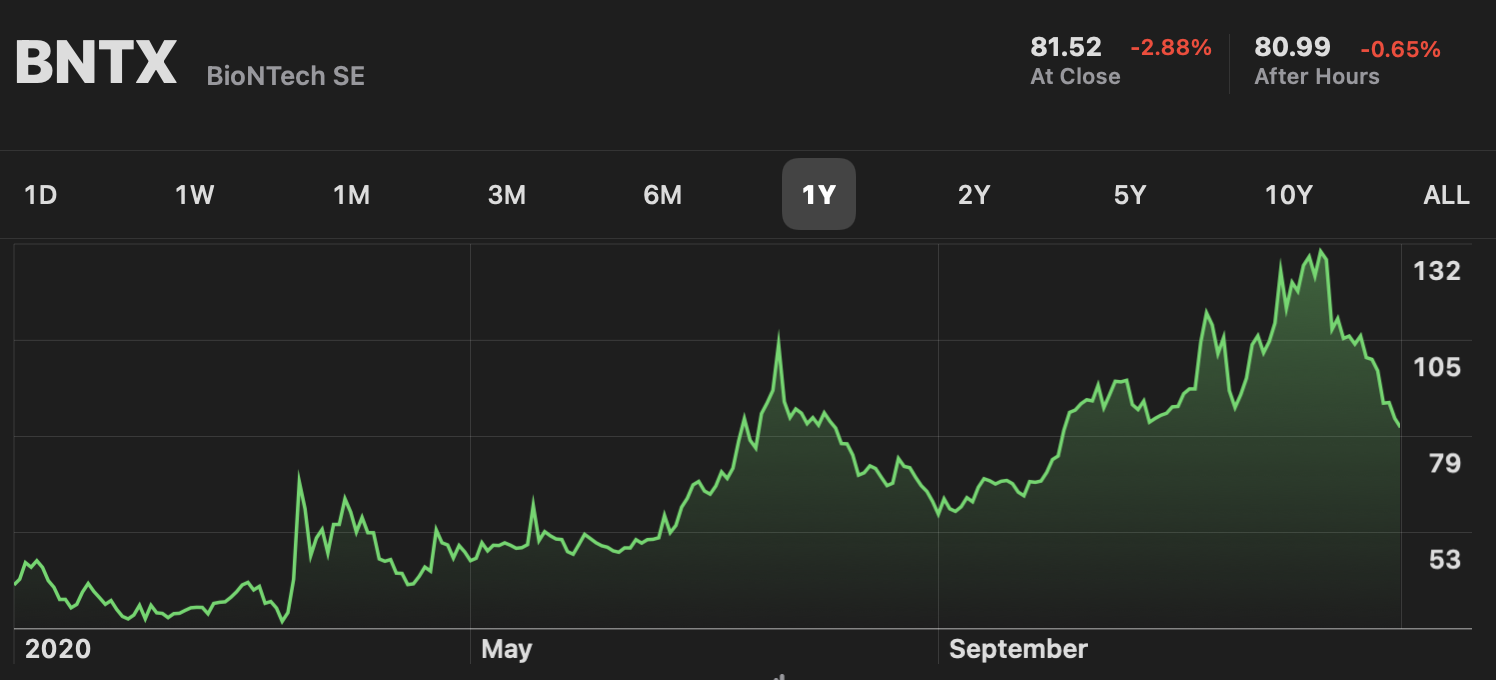 BNTX BioNTech SE
81.52 -2.88% 80.99 -0.65%
At Close After Hours
1D 1W 1M 3M 6M 1Y 2Y 5Y 10Y ALL
132
105
79
53
2020 May September